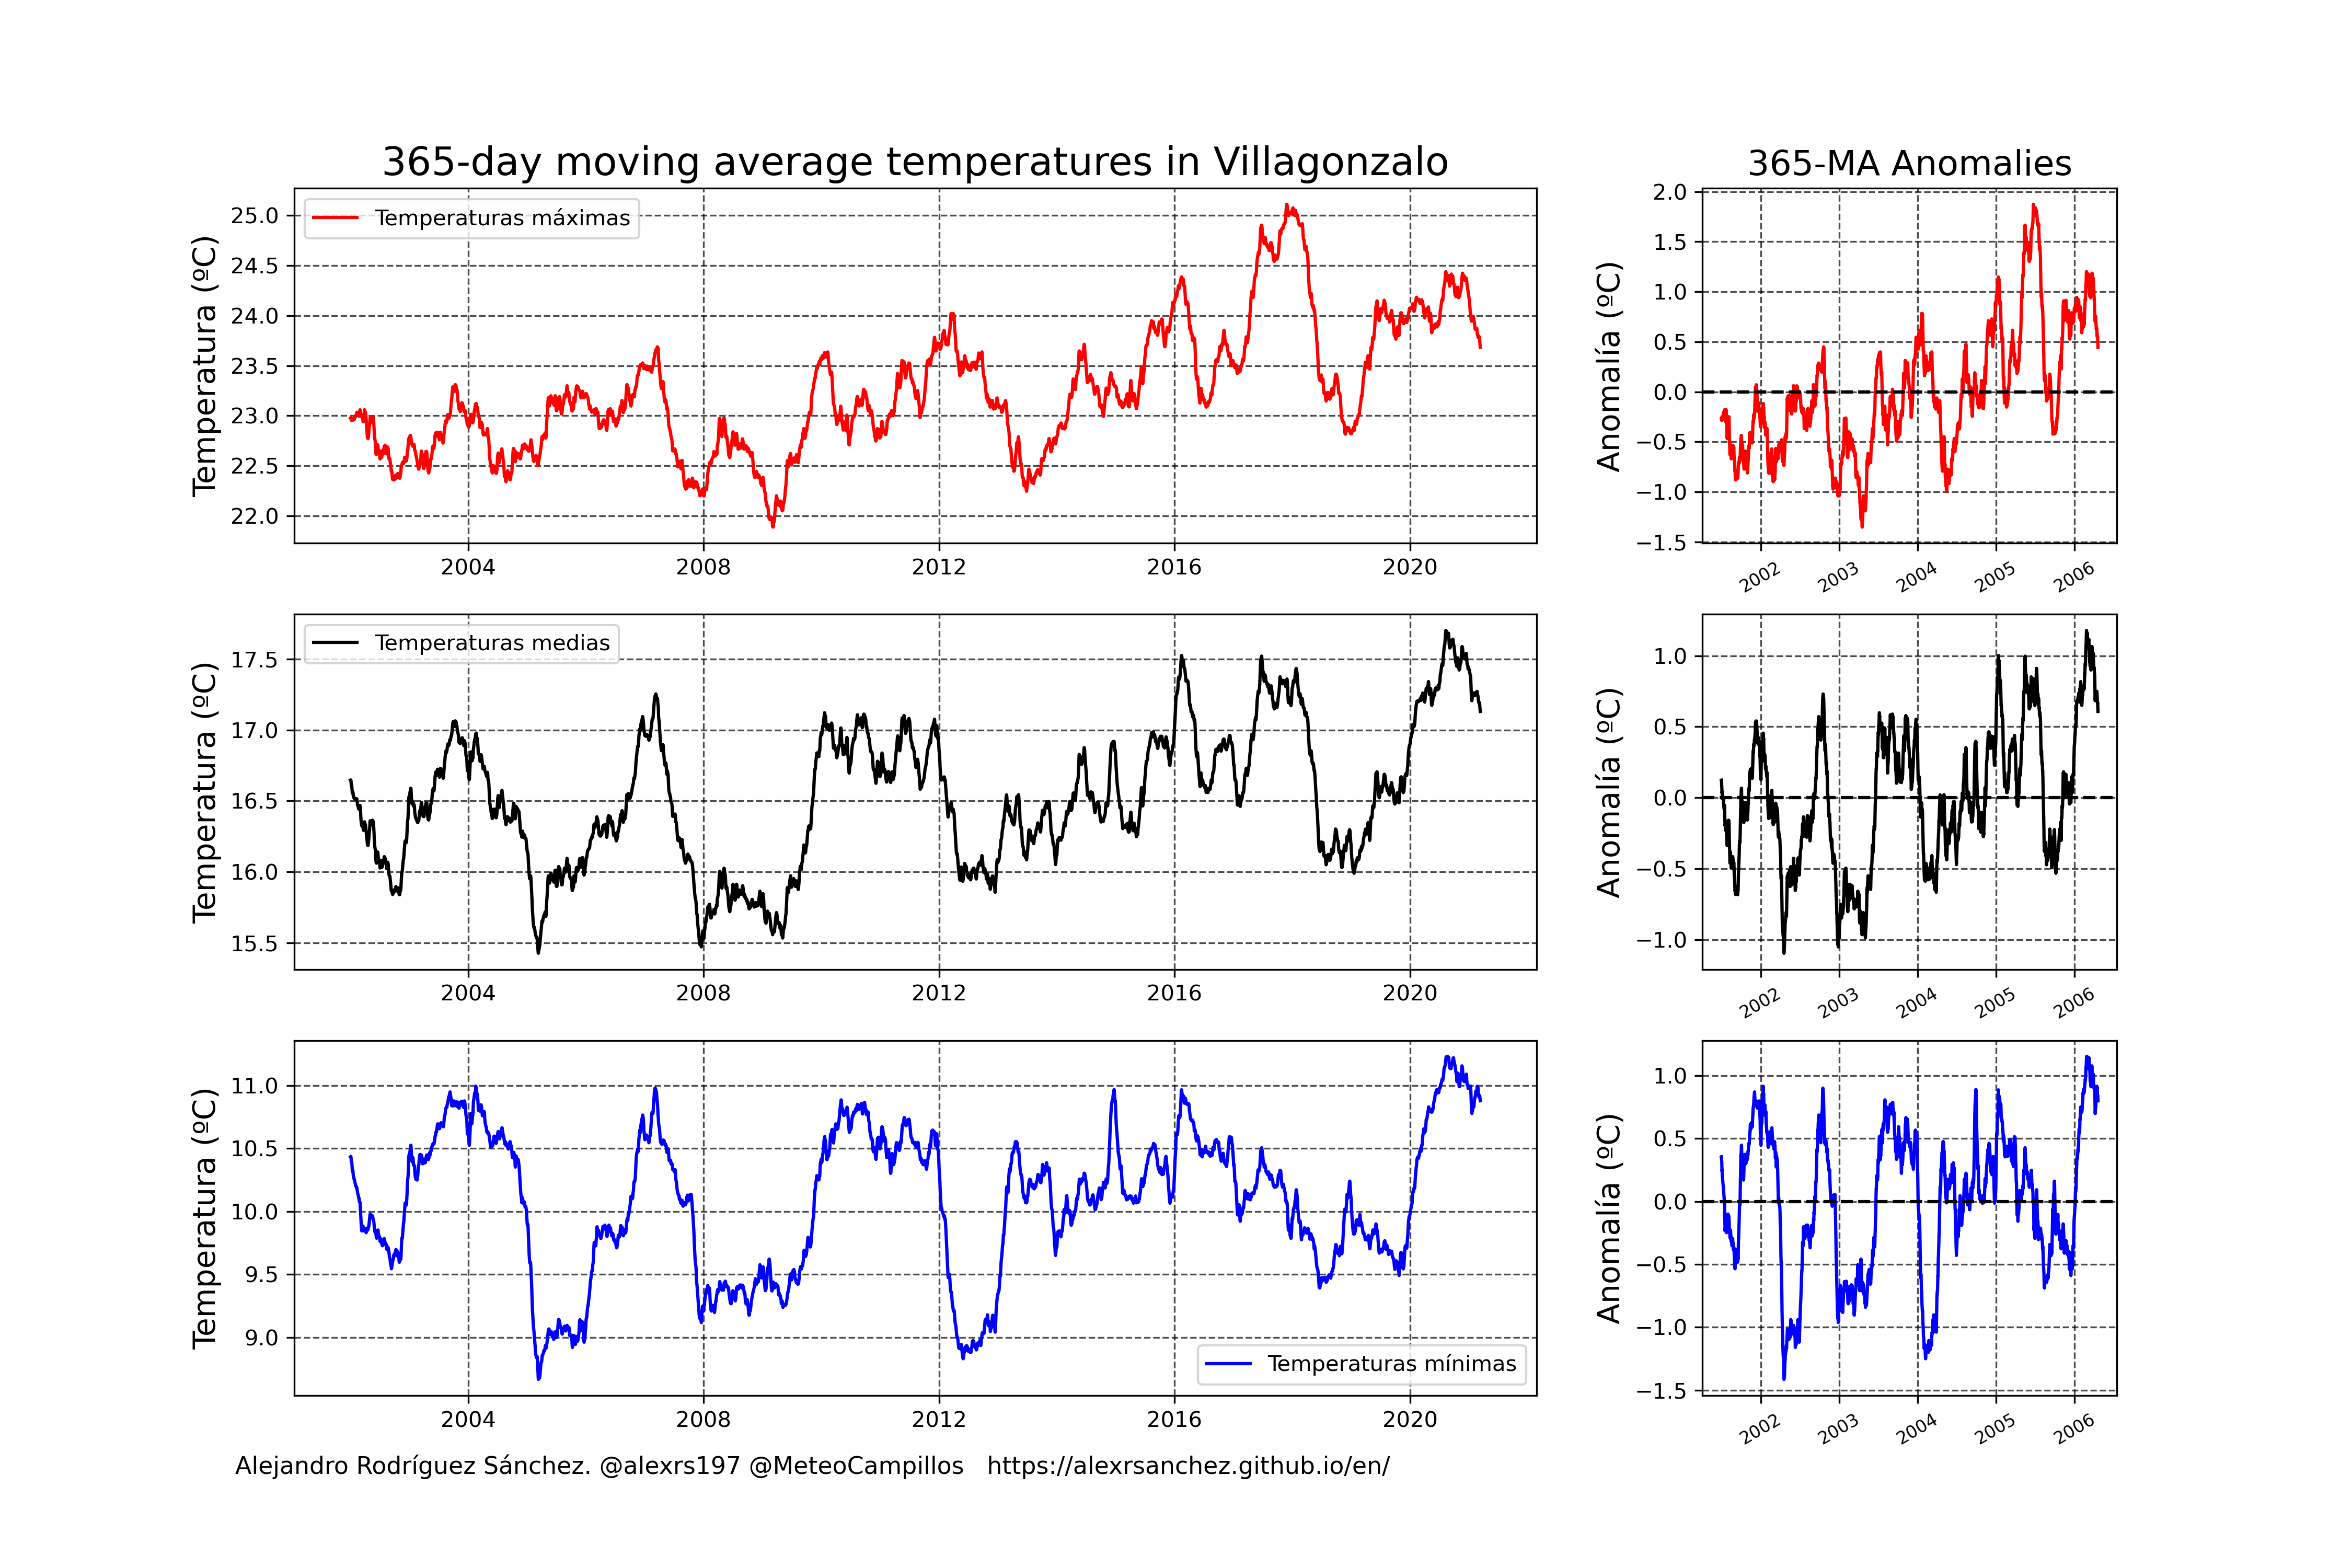 365-day moving average temperatures in Villagonzalo
365-MA Anomalies
Temperatura (ºC)
25.0
24.5
24.0
23.5
23.0
22.5
22.0
Temperaturas máximas
2004 2008 2012 2016 2020
Anomalía (ºC)
2.0
1.5
1.0
0.5
0.0
−0.5
−1.0
−1.5
2002 2003 2004 2005 2006
Temperatura (ºC)
17.5
17.0
16.5
16.0
15.5
Temperaturas medias
2004 2008 2012 2016 2020
Anomalía (ºC)
1.0
0.5
0.0
−0.5
−1.0
2002 2003 2004 2005 2006
Temperatura (ºC)
11.0
10.5
10.0
9.5
9.0
Temperaturas mínimas
2004 2008 2012 2016 2020
Anomalía (ºC)
1.0
0.5
0.0
−0.5
−1.0
−1.5
2002 2003 2004 2005 2006
Alejandro Rodríguez Sánchez. @alexrs197 @MeteoCampillos https://alexrsanchez.github.io/en/